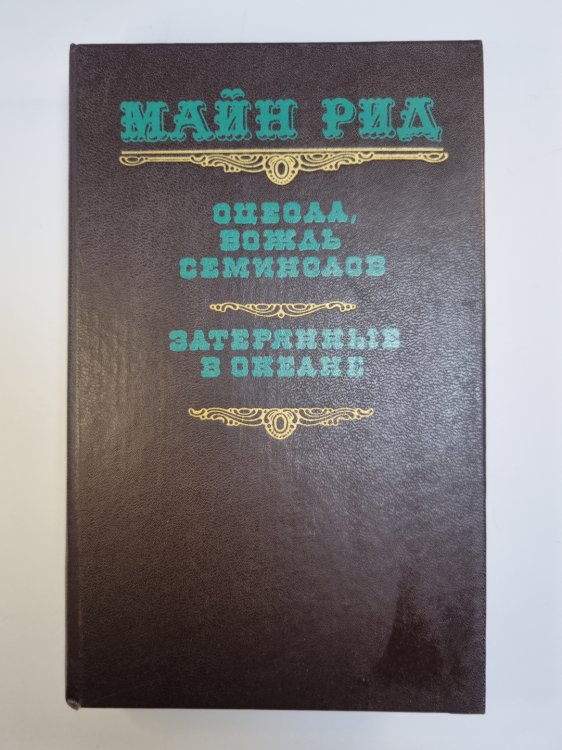 МАЙН РИД
ОЦЕОЛА,
ВОЖДЬ
СЕМИНОЛОВ
ЗАТЕРЯННЫЕ
В ОКЕАНЕ